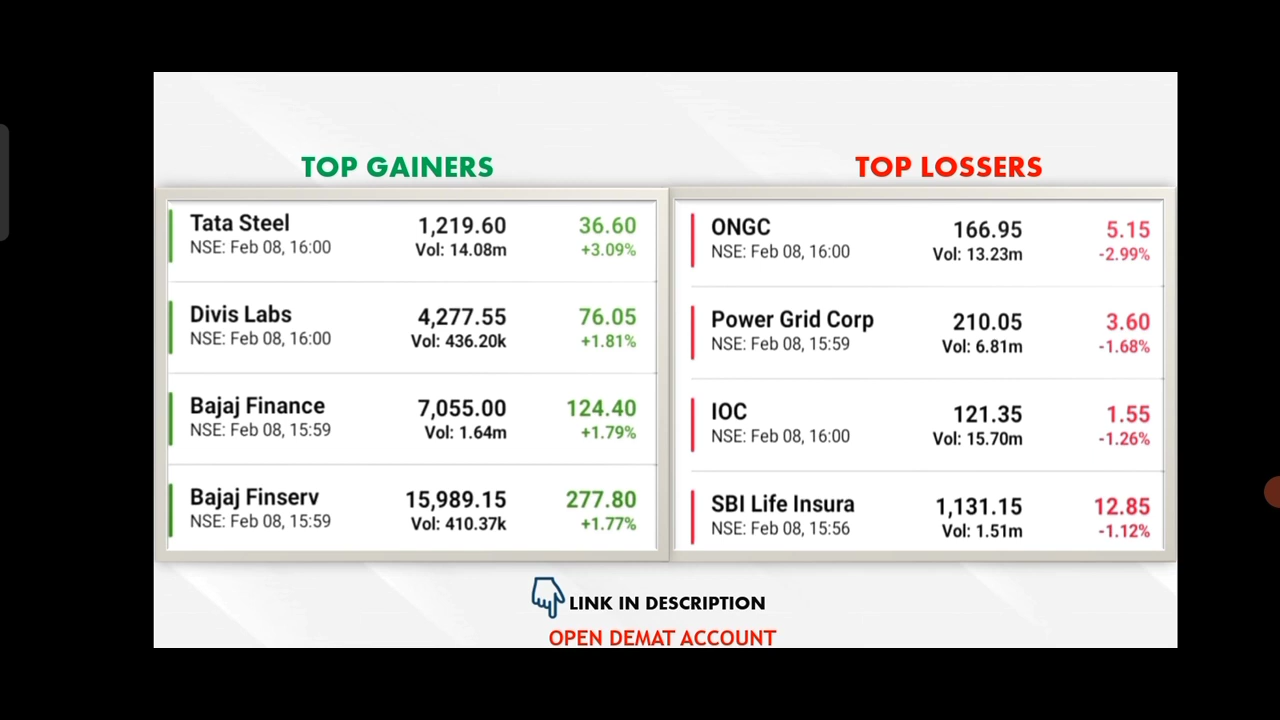 TOP GAINERS
Tata Steel 1,219.60 36.60
NSE: Feb 08, 16:00 Vol: 14.08m +3.09%
Divis Labs 4,277.55 76.05
NSE: Feb 08, 16:00 Vol: 436.20k +1.81%
Bajaj Finance 7,055.00 124.40
NSE: Feb 08, 15:59 Vol: 1.64m +1.79%
Bajaj Finserv 15,989.15 277.80
NSE: Feb 08, 15:59 Vol: 410.37k +1.77%
TOP LOSSERS
ONGC 166.95 5.15
NSE: Feb 08, 16:00 Vol: 13.23m -2.99%
Power Grid Corp 210.05 3.60
NSE: Feb 08, 15:59 Vol: 6.81m -1.68%
IOC 121.35 1.55
NSE: Feb 08, 16:00 Vol: 15.70m -1.26%
SBI Life Insura 1,131.15 12.85
NSE: Feb 08, 15:56 Vol: 1.51m -1.12%
LINK IN DESCRIPTION
OPEN DEMAT ACCOUNT